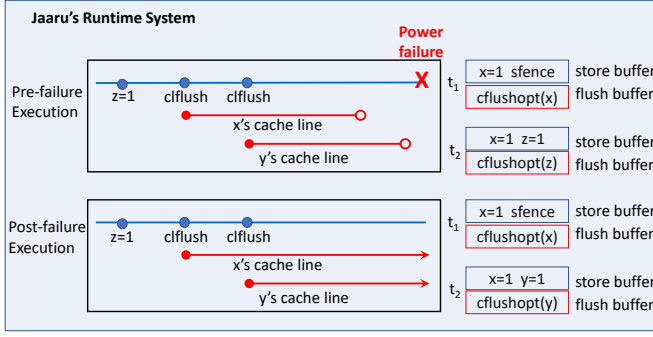 Jaaru's Runtime System
Power
failure
Pre-failure
Execution
X
z=1 clflush clflush
x's cache line
y's cache line
t1 x=1 sfence store buffer
cflushopt(x) flush buffer
t2 x=1 z=1 store buffer
cflushopt(z) flush buffer
Post-failure
Execution
z=1 clflush clflush
x's cache line
y's cache line
t1 x=1 sfence store buffer
cflushopt(x) flush buffer
t2 x=1 y=1 store buffer
cflushopt(y) flush buffer